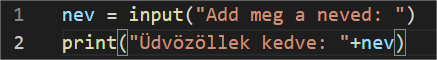 1 nev = input("Add meg a neved: ")
2 print("Üdvözöllek kedve: "+nev)